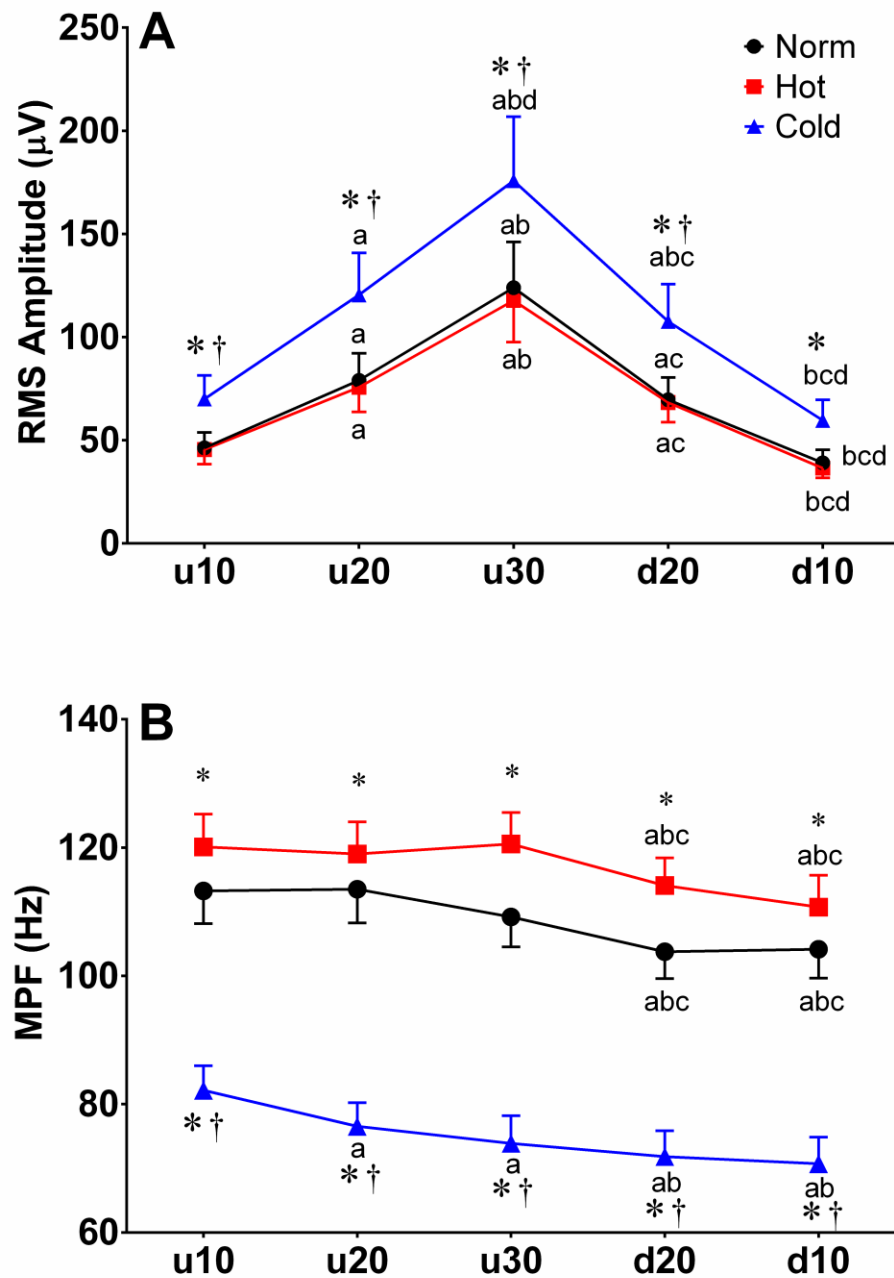 A
RMS Amplitude (µV)
250
200
150
100
50
0
Norm
Hot
Cold
* †
* †
a
a
a
* †
abd
ab
ab
* †
abc
ac
ac
*
bcd
bcd
bcd
u10 u20 u30 d20 d10
B
MPF (Hz)
140
120
100
80
60
*
*
*
*
abc
*
abc
abc
abc
* †
a
* †
a
* †
ab
* †
ab
* †
u10 u20 u30 d20 d10